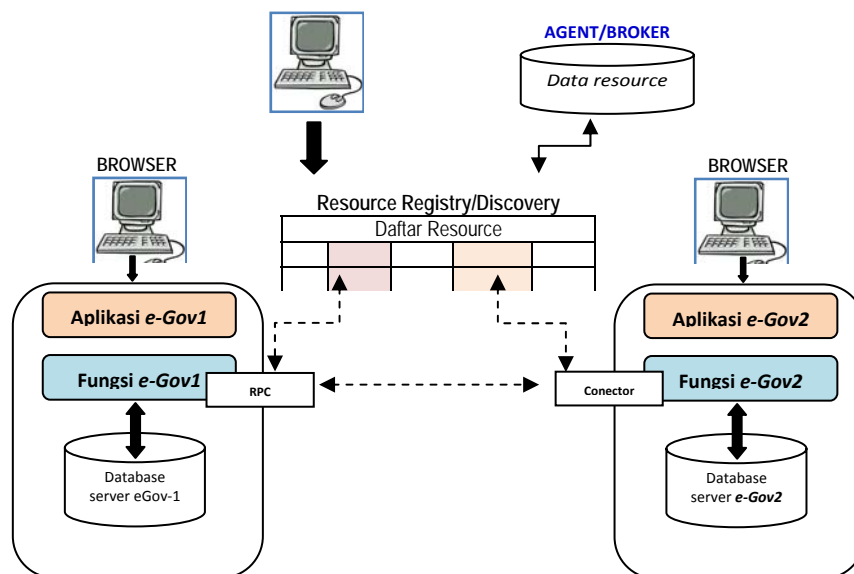 AGENT/BROKER
Data resource
BROWSER
BROWSER
Resource Registry/Discovery
Daftar Resource
Aplikasi e-Gov1
Aplikasi e-Gov2
Fungsi e-Gov1
RPC
Conector
Fungsi e-Gov2
Database
server eGov-1
Database
server e-Gov2